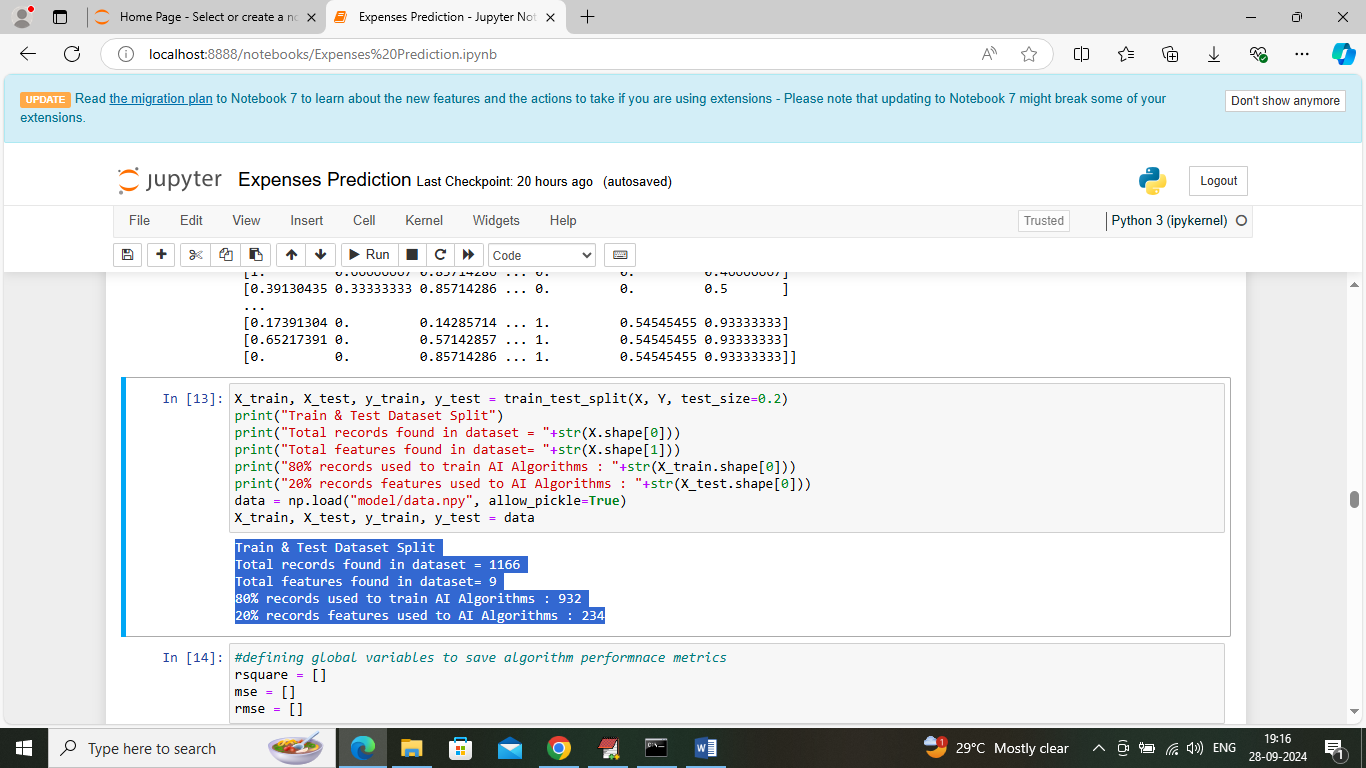 Home Page - Select or create a no
Expenses Prediction - Jupyter Not
localhost:8888/notebooks/Expenses%20Prediction.ipynb
UPDATE Read the migration plan to Notebook 7 to learn about the new features and the actions to take if you are using extensions - Please note that updating to Notebook 7 might break some of your
extensions.
Don't show anymore
jupyter Expenses Prediction Last Checkpoint: 20 hours ago (autosaved)
Logout
File Edit View Insert Cell Kernel Widgets Help
Trusted
Python 3 (ipykernel)
Run
Code
[0.39130435 0.33333333 0.85714286 ... 0. 0. 0.5 ]
...
[0.17391304 0. 0.14285714 ... 1. 0.54545455 0.93333333]
[0.65217391 0. 0.57142857 ... 1. 0.54545455 0.93333333]
[0. 0. 0.85714286 ... 1. 0.54545455 0.93333333]]
In [13]: X_train, X_test, y_train, y_test = train_test_split(X, Y, test_size=0.2)
print("Train & Test Dataset Split")
print("Total records found in dataset = "+str(X.shape[0]))
print("Total features found in dataset= "+str(X.shape[1]))
print("80% records used to train AI Algorithms : "+str(X_train.shape[0]))
print("20% records features used to AI Algorithms : "+str(X_test.shape[0]))
data = np.load("model/data.npy", allow_pickle=True)
X_train, X_test, y_train, y_test = data
Train & Test Dataset Split
Total records found in dataset = 1166
Total features found in dataset= 9
80% records used to train AI Algorithms : 932
20% records features used to AI Algorithms : 234
In [14]: #defining global variables to save algorithm performnace metrics
rsquare = []
mse = []
rmse = []
Type here to search
29°C Mostly clear
ENG
19:16
28-09-2024